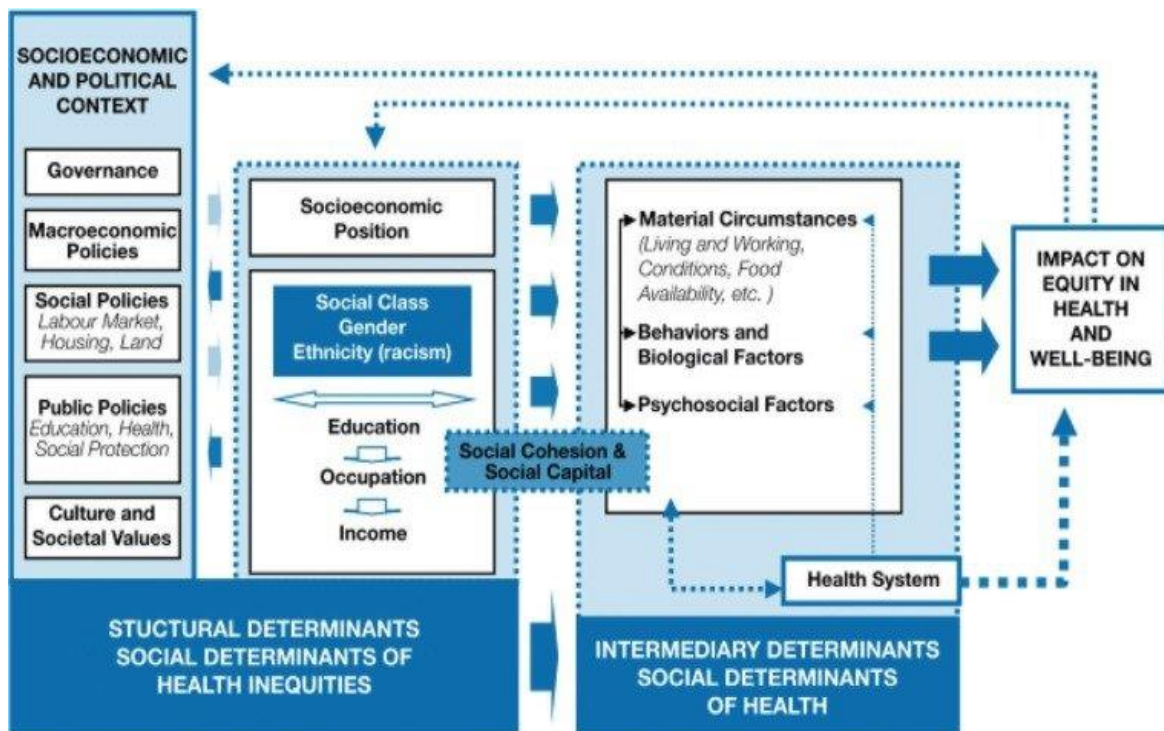 SOCIOECONOMIC
AND POLITICAL
CONTEXT
Governance
Macroeconomic
Policies
Social Policies
Labour Market,
Housing, Land
Public Policies
Education, Health,
Social Protection
Culture and
Societal Values
Socioeconomic
Position
Social Class
Gender
Ethnicity (racism)
Education
Occupation
Income
Social Cohesion &
Social Capital
Material Circumstances
(Living and Working,
Conditions, Food
Availability, etc. )
Behaviors and
Biological Factors
Psychosocial Factors
Health System
IMPACT ON
EQUITY IN
HEALTH
AND
WELL-BEING
STUCTURAL DETERMINANTS
SOCIAL DETERMINANTS OF
HEALTH INEQUITIES
INTERMEDIARY DETERMINANTS
SOCIAL DETERMINANTS
OF HEALTH